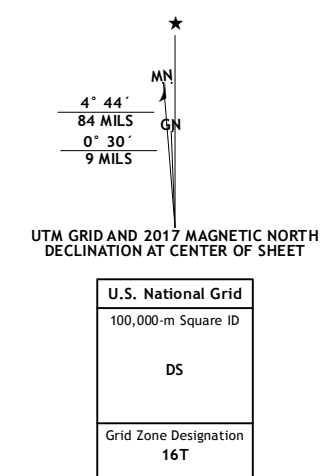 MN
4° 44´
84 MILS
GN
0° 30´
9 MILS
UTM GRID AND 2017 MAGNETIC NORTH
DECLINATION AT CENTER OF SHEET
U.S. National Grid
100,000-m Square ID
DS
Grid Zone Designation
16T